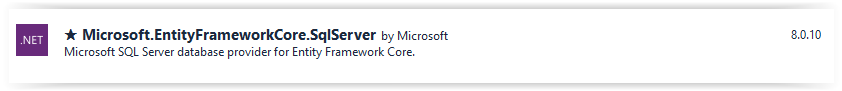 .NET
★ Microsoft.EntityFrameworkCore.SqlServer by Microsoft 8.0.10
Microsoft SQL Server database provider for Entity Framework Core.